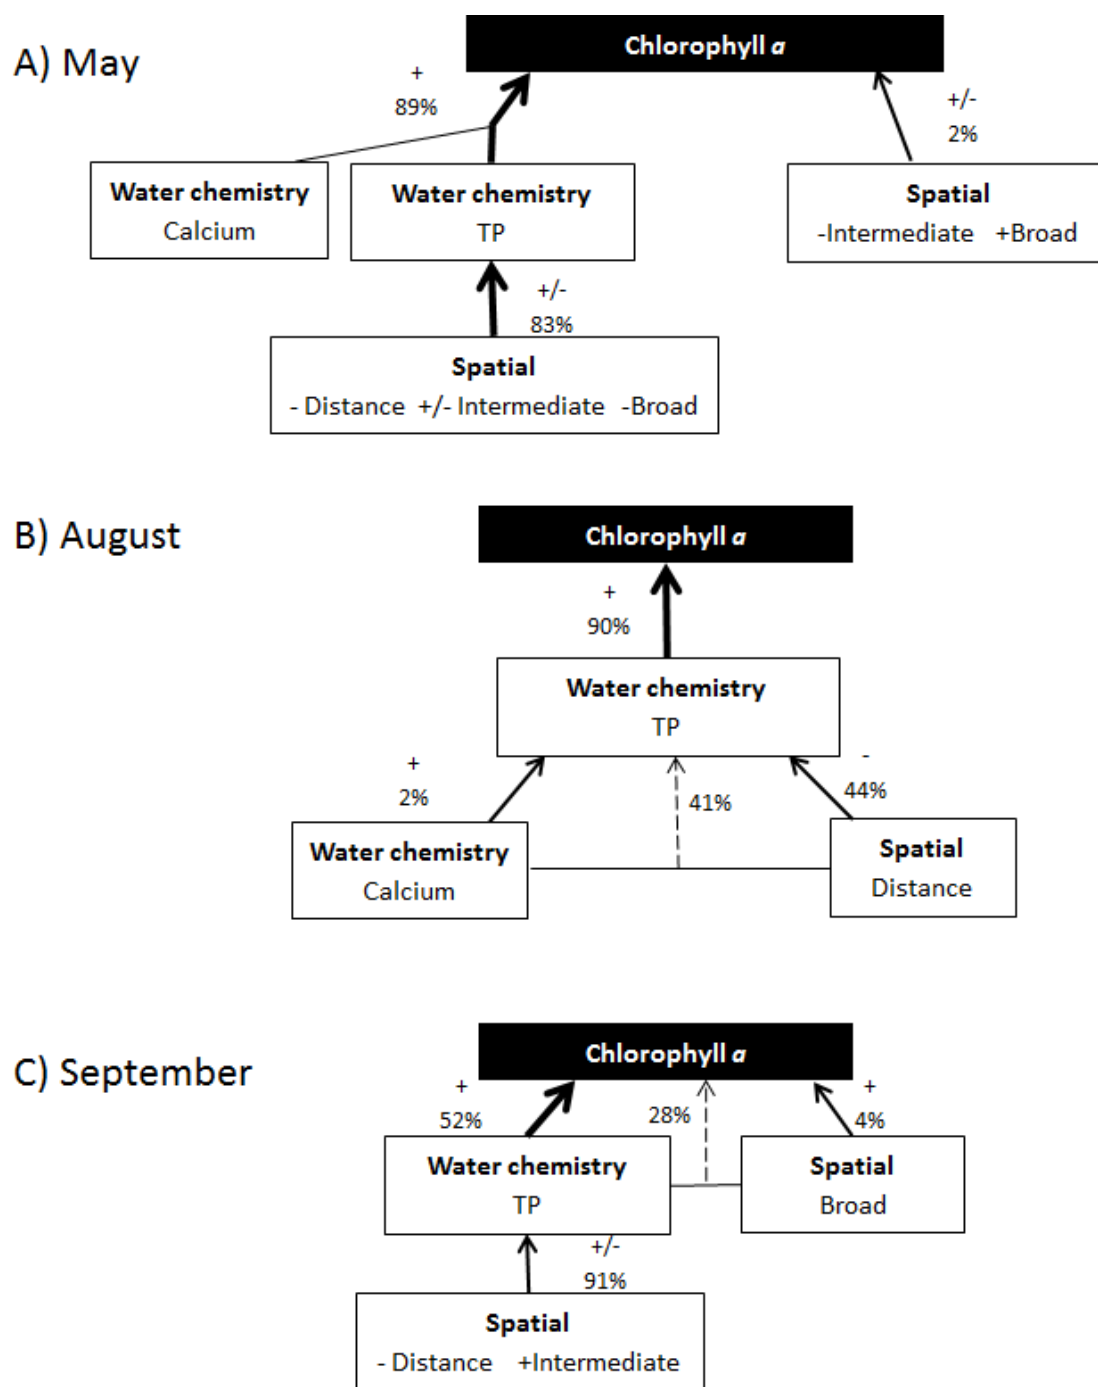 A) May
Chlorophyll a
+
89%
+/-
2%
Water chemistry
Calcium
Water chemistry
TP
Spatial
-Intermediate +Broad
+/-
83%
Spatial
- Distance +/- Intermediate -Broad
B) August
Chlorophyll a
+
90%
Water chemistry
TP
+
2%
41%
-
44%
Water chemistry
Calcium
Spatial
Distance
C) September
Chlorophyll a
+
52%
28%
+
4%
Water chemistry
TP
Spatial
Broad
+/-
91%
Spatial
- Distance +Intermediate